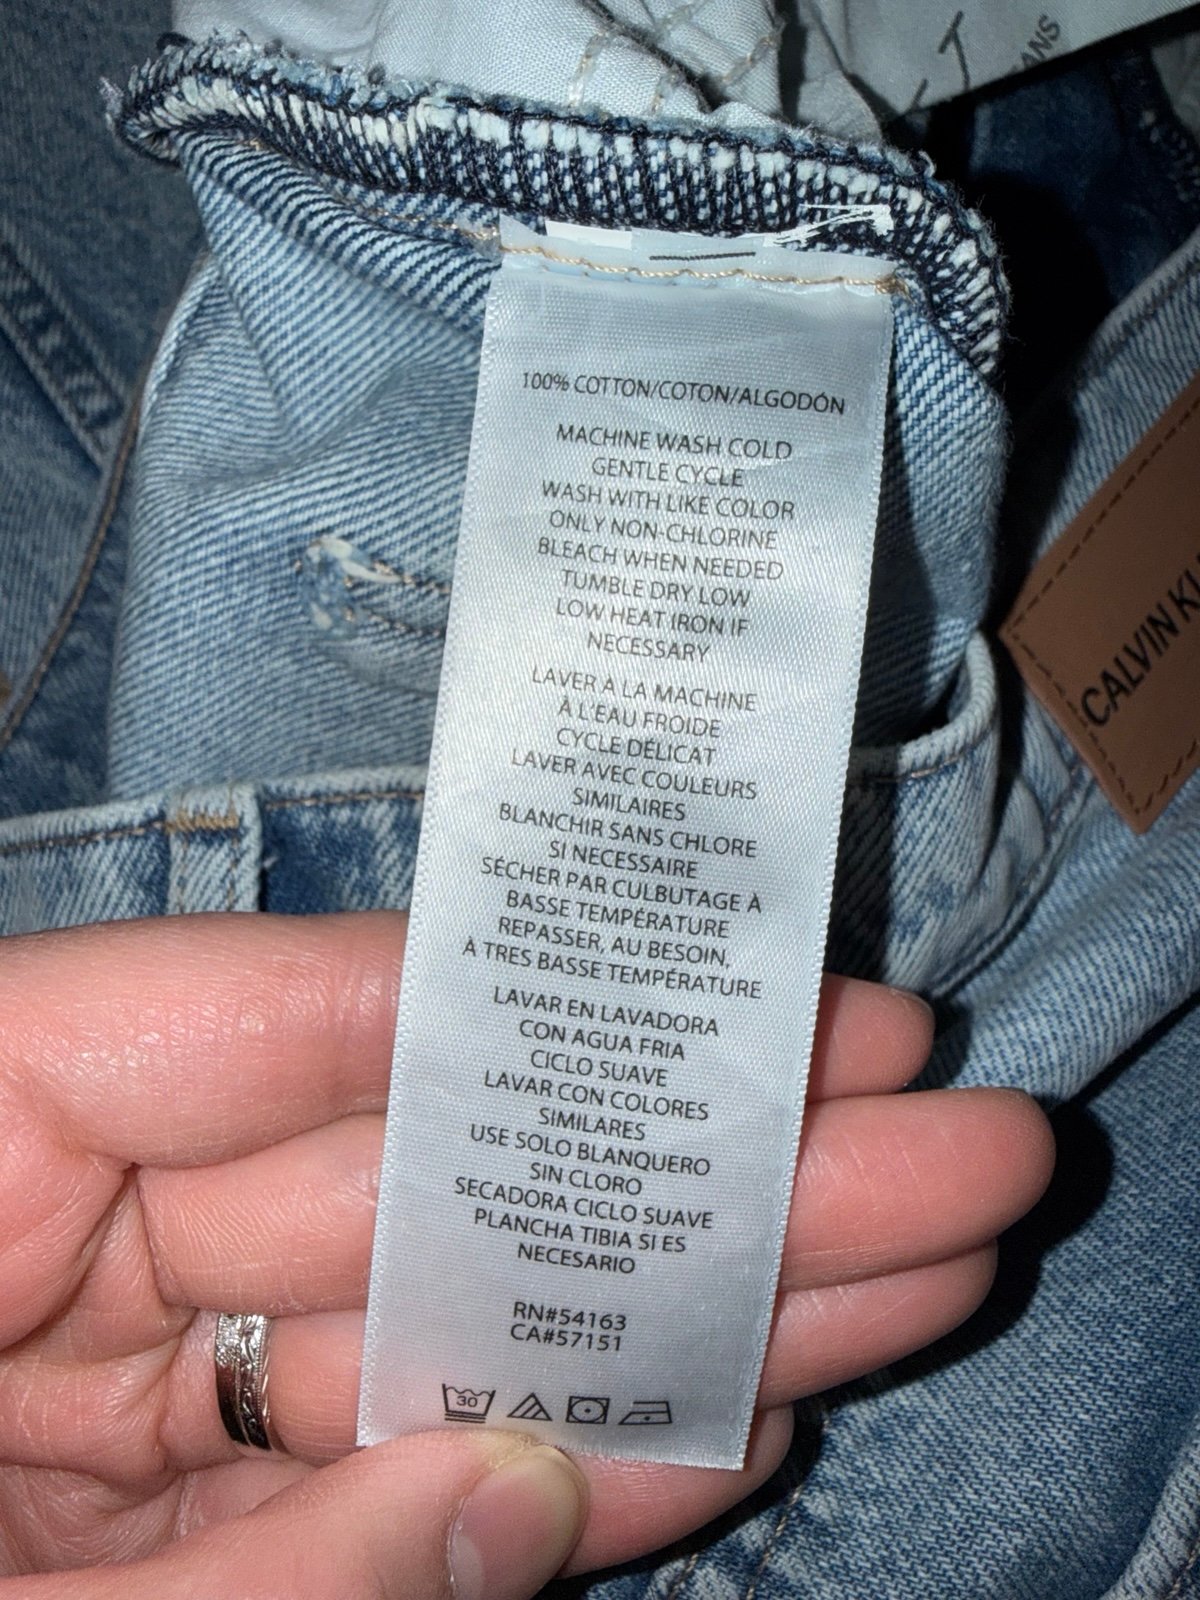 ANS
CALVIN
100% COTTON/COTON/ALGODÓN
MACHINE WASH COLD
GENTLE CYCLE
WASH WITH LIKE COLOR
ONLY NON-CHLORINE
BLEACH WHEN NEEDED
TUMBLE DRY LOW
LOW HEAT IRON IF
NECESSARY
LAVER A LA MACHINE
À L'EAU FROIDE
CYCLE DELICAT
LAVER AVEC COULEURS
SIMILAIRES
BLANCHIR SANS CHLORE
SI NECESSAIRE
SÉCHER PAR CULBUTAGE À
BASSE TEMPÉRATURE
REPASSER, AU BESOIN,
À TRES BASSE TEMPÉRATURE
LAVAR EN LAVADORA
CON AGUA FRIA
CICLO SUAVE
LAVAR CON COLORES
SIMILARES
USE SOLO BLANQUERO
SIN CLORO
SECADORA CICLO SUAVE
PLANCHA TIBIA SI ES
NECESARIO
RN#54163
CA#57151
30